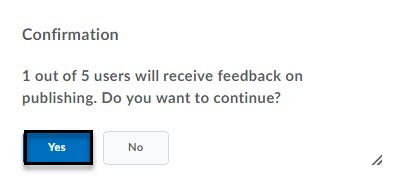 Confirmation
1 out of 5 users will receive feedback on
publishing. Do you want to continue?
Yes
No